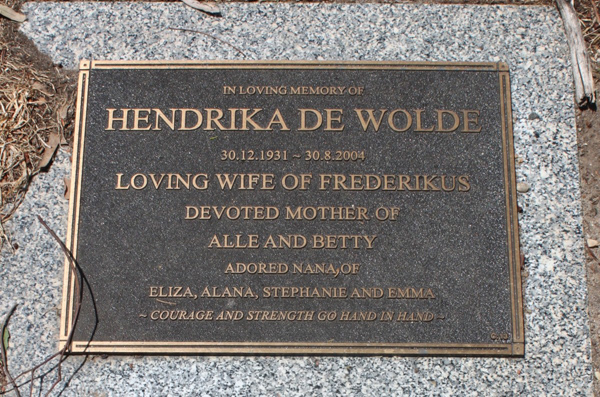 IN LOVING MEMORY OF
HENDRIKA DE WOLDE
30.12.1931 ~ 30.8.2004
LOVING WIFE OF FREDERIKUS
DEVOTED MOTHER OF
ALLE AND BETTY
ADORED NANA OF
ELIZA, ALANA, STEPHANIE AND EMMA
~ COURAGE AND STRENGTH GO HAND IN HAND ~